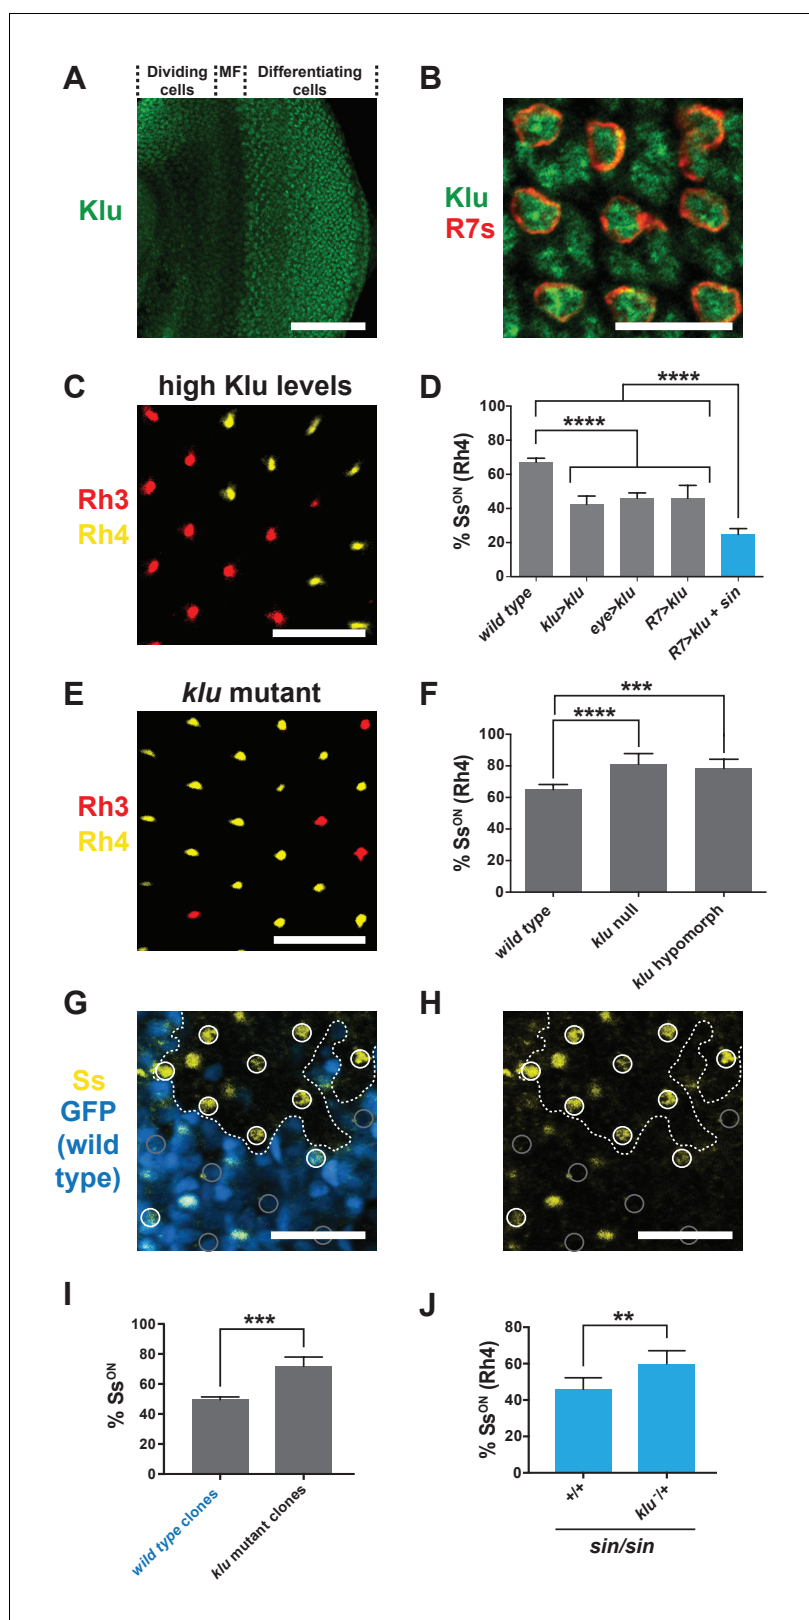 A
Dividing cells
MF
Differentiating cells
Klu
B
Klu
R7s
C
high Klu levels
Rh3
Rh4
D
% Ss^ON (Rh4)
100
80
60
40
20
0
****
****
wild type
klu>klu
eye>klu
R7>klu
R7>klu + sin
E
klu mutant
Rh3
Rh4
F
% Ss^ON (Rh4)
100
80
60
40
20
0
***
****
wild type
klu null
klu hypomorph
G
Ss
GFP
(wild
type)
H
I
% Ss^ON
100
80
60
40
20
0
***
wild type clones
klu mutant clones
J
% Ss^ON (Rh4)
80
60
40
20
0
**
+/+
klu^-/+
sin/sin